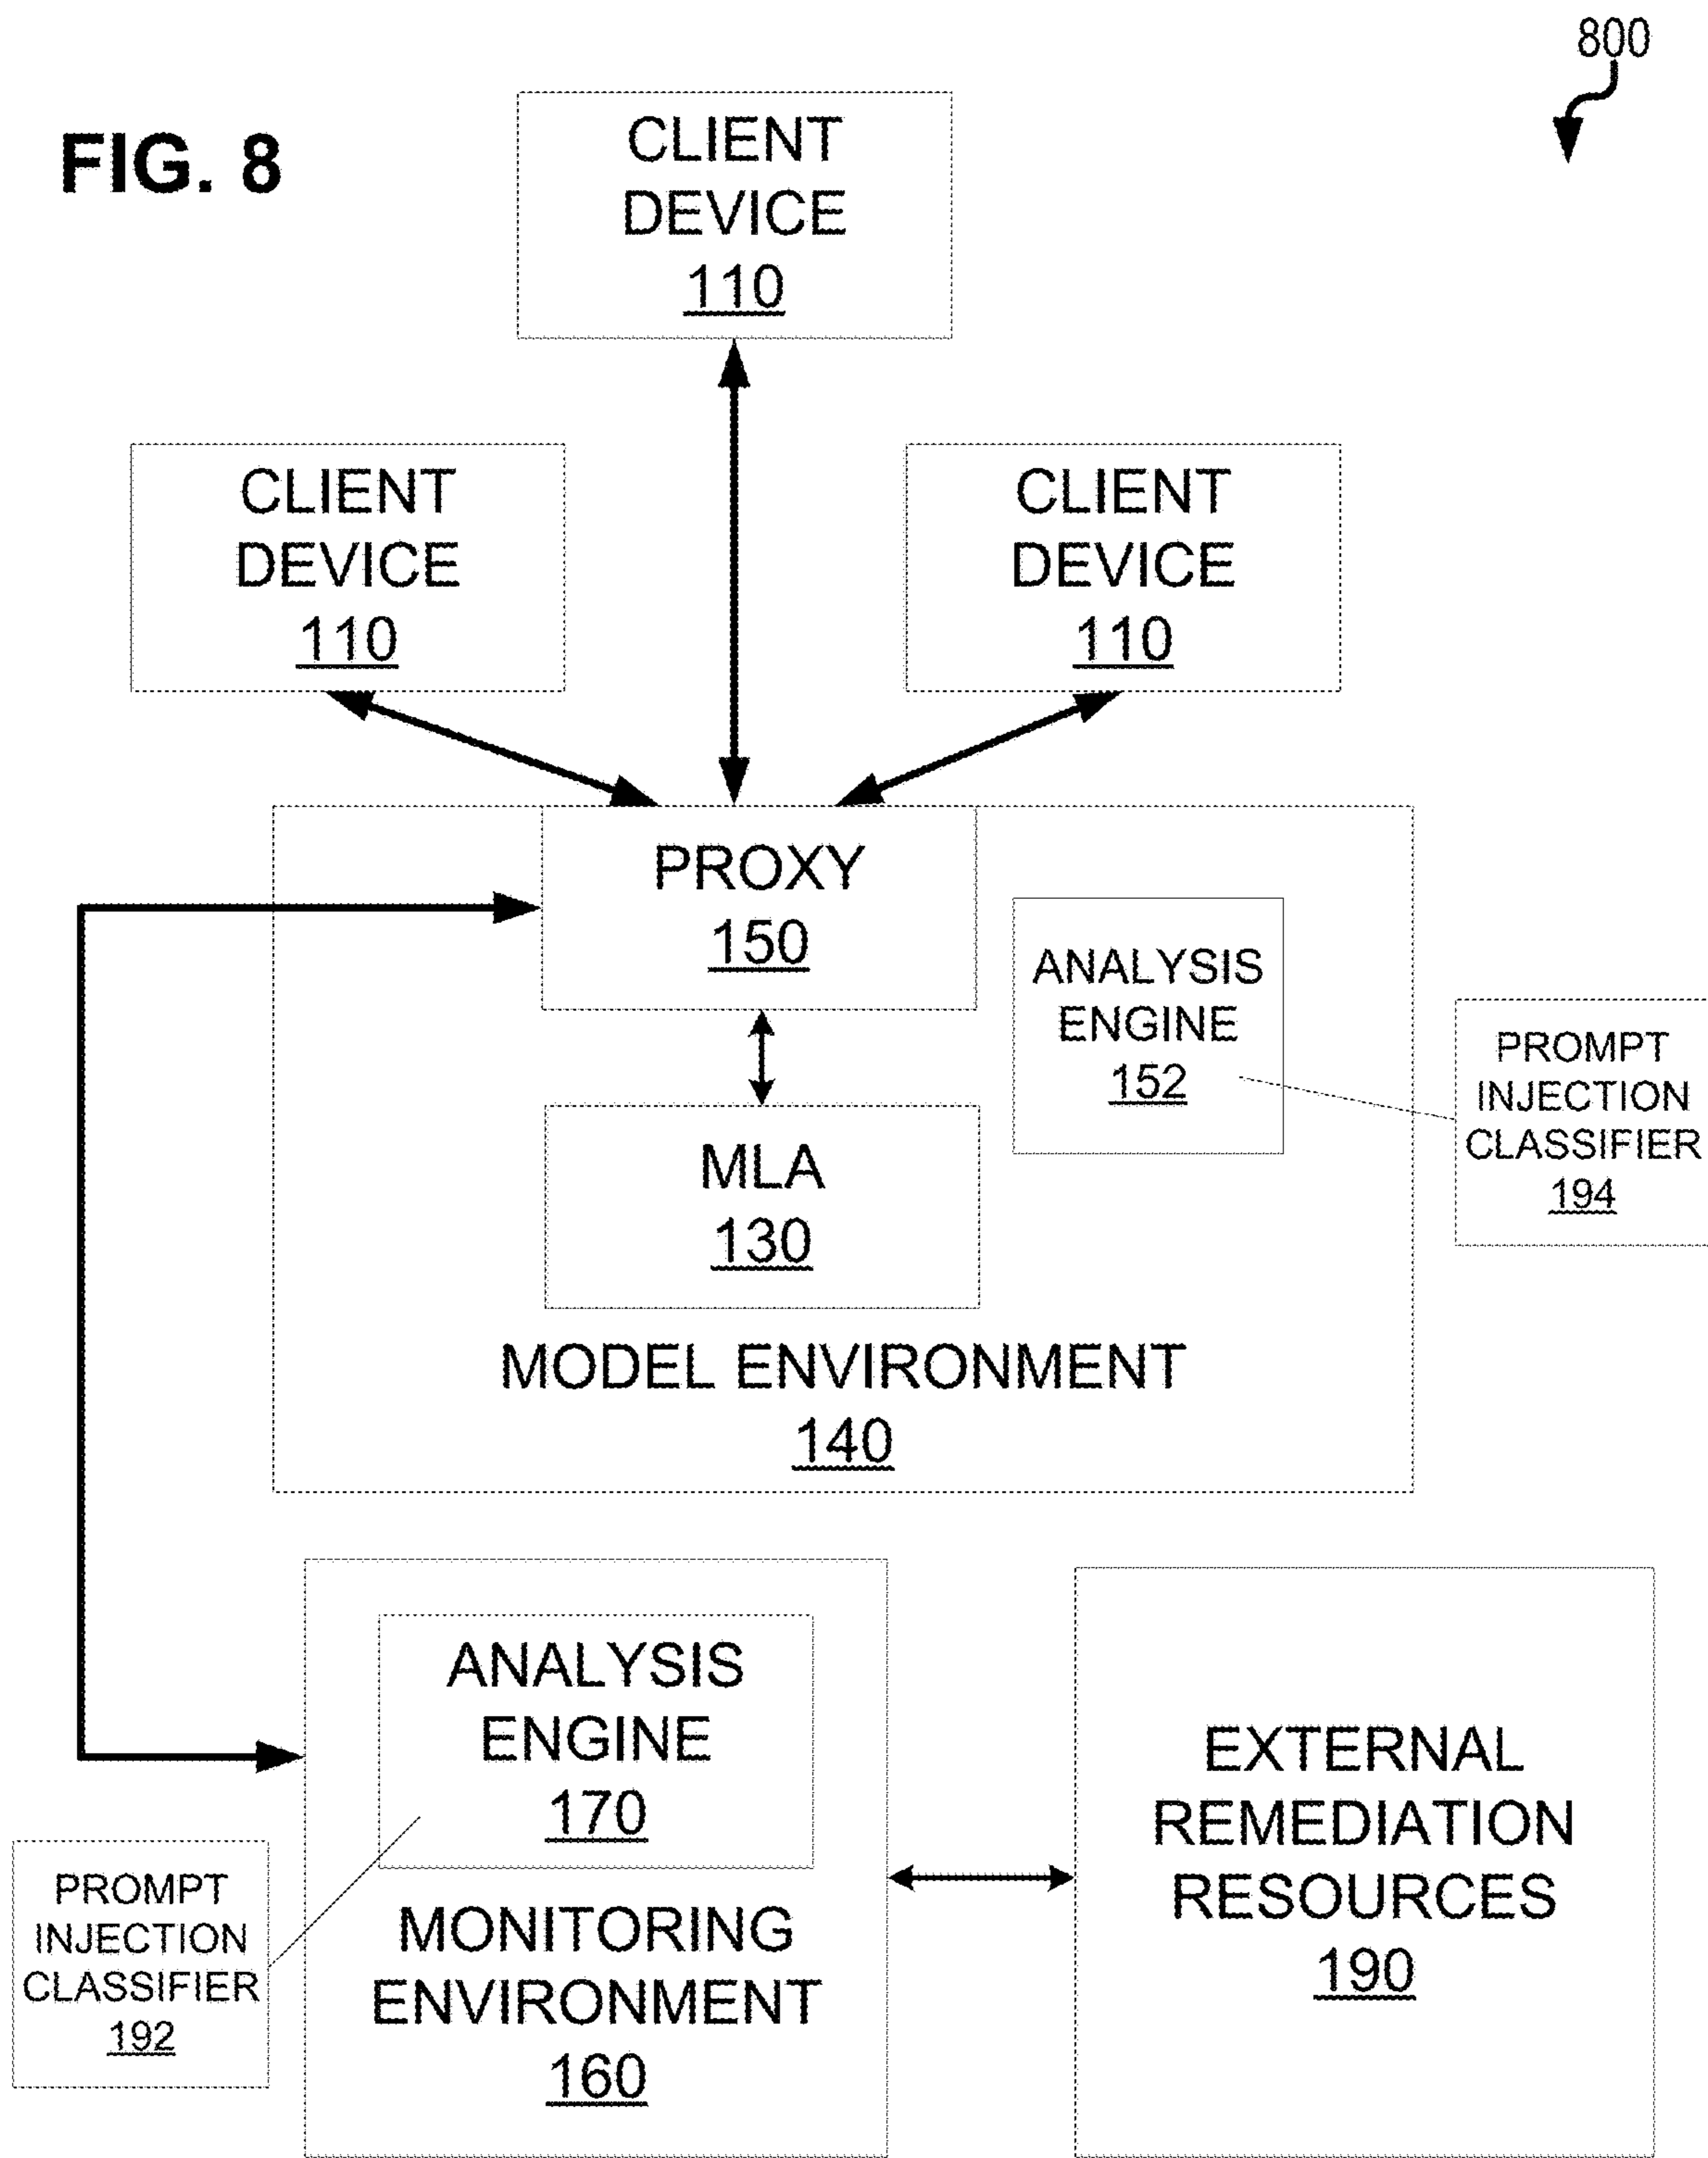 800
FIG. 8
CLIENT
DEVICE
110
CLIENT
DEVICE
110
CLIENT
DEVICE
110
PROXY
150
ANALYSIS
ENGINE
152
PROMPT
INJECTION
CLASSIFIER
194
MLA
130
MODEL ENVIRONMENT
140
ANALYSIS
ENGINE
170
PROMPT
INJECTION
CLASSIFIER
192
MONITORING
ENVIRONMENT
160
EXTERNAL
REMEDIATION
RESOURCES
190